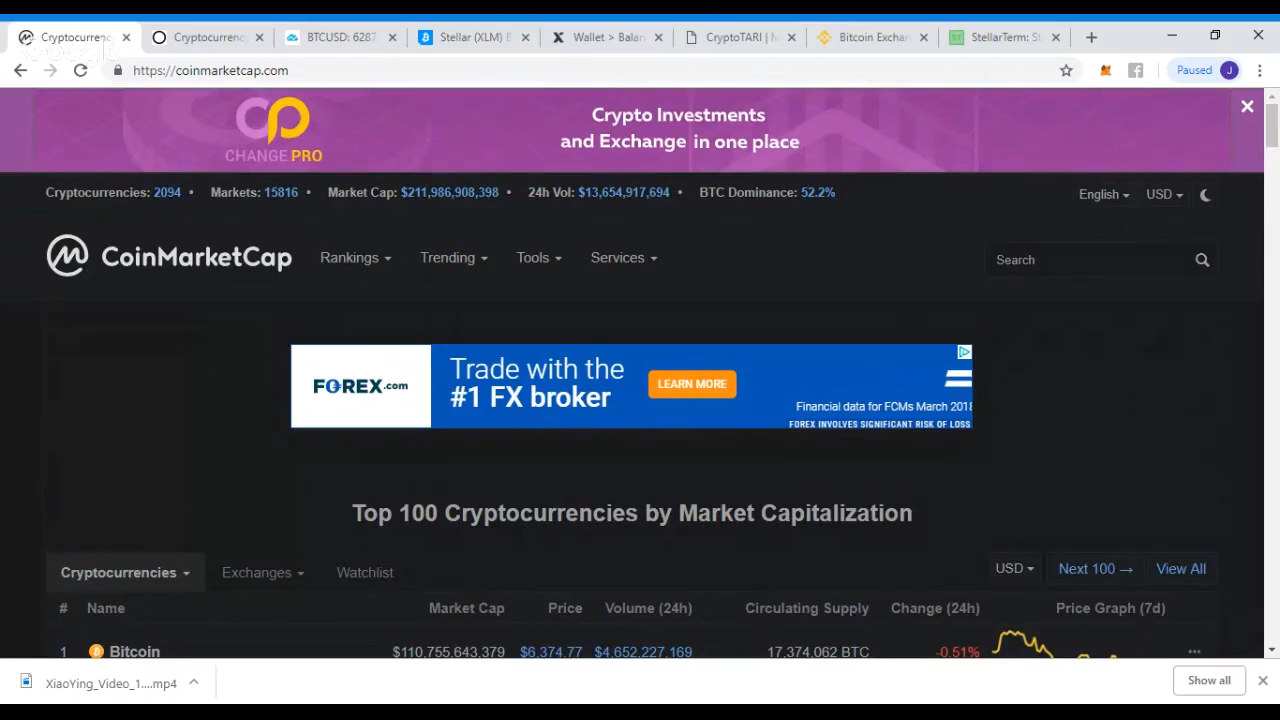 Cryptocurrenc
Cryptocurrenc
BTCUSD: 6287.
Stellar (XLM) B
Wallet > Balan
CryptoTARI | M
Bitcoin Exchan
StellarTerm: St
https://coinmarketcap.com
Paused J
CP
CHANGE PRO
Crypto Investments
and Exchange in one place
Cryptocurrencies: 2094 • Markets: 15816 • Market Cap: $211,986,908,398 • 24h Vol: $13,654,917,694 • BTC Dominance: 52.2%
English USD
CoinMarketCap Rankings Trending Tools Services
Search
FOREX.com
Trade with the
#1 FX broker
LEARN MORE
Financial data for FCMs March 2018
FOREX INVOLVES SIGNIFICANT RISK OF LOSS
Top 100 Cryptocurrencies by Market Capitalization
Cryptocurrencies Exchanges Watchlist USD Next 100 → View All
# Name Market Cap Price Volume (24h) Circulating Supply Change (24h) Price Graph (7d)
1 Bitcoin $110,755,643,379 $6,374.77 $4,652,227,169 17,374,062 BTC -0.51%
XiaoYing_Video_1....mp4
Show all